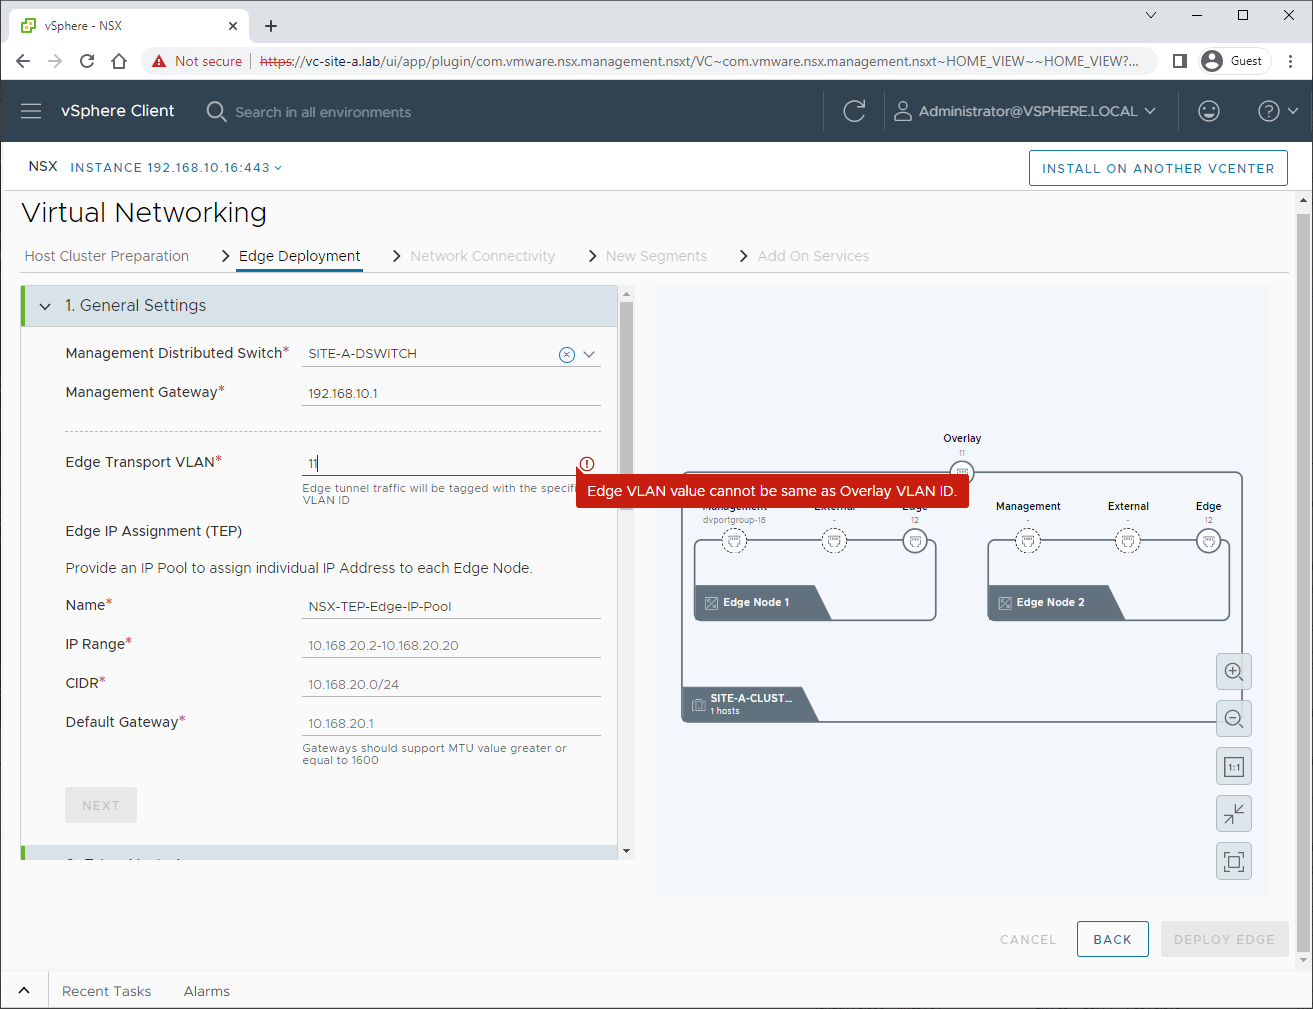 vSphere - NSX
Not secure
https://vc-site-a.lab/ui/app/plugin/com.vmware.nsx.management.nsxt/VC~com.vmware.nsx.management.nsxt~HOME_VIEW~~HOME_VIEW?...
Guest
vSphere Client
Search in all environments
Administrator@VSPHERE.LOCAL
NSX
INSTANCE 192.168.10.16:443
INSTALL ON ANOTHER VCENTER
Virtual Networking
Host Cluster Preparation
Edge Deployment
Network Connectivity
New Segments
Add On Services
1. General Settings
Management Distributed Switch*
SITE-A-DSWITCH
Management Gateway*
192.168.10.1
Edge Transport VLAN*
11
Edge tunnel traffic will be tagged with the
VLAN ID
Edge VLAN value cannot be same as Overlay VLAN ID.
Edge IP Assignment (TEP)
Provide an IP Pool to assign individual IP Address to each Edge Node.
Name*
NSX-TEP-Edge-IP-Pool
IP Range*
10.168.20.2-10.168.20.20
CIDR*
10.168.20.0/24
Default Gateway*
10.168.20.1
Gateways should support MTU value greater or
equal to 1600
NEXT
Overlay
11
Management
dvportgroup-18
External
-
Edge
12
Edge Node 1
Management
-
External
-
Edge
12
Edge Node 2
SITE-A-CLUST...
1 hosts
1:1
CANCEL
BACK
DEPLOY EDGE
Recent Tasks
Alarms